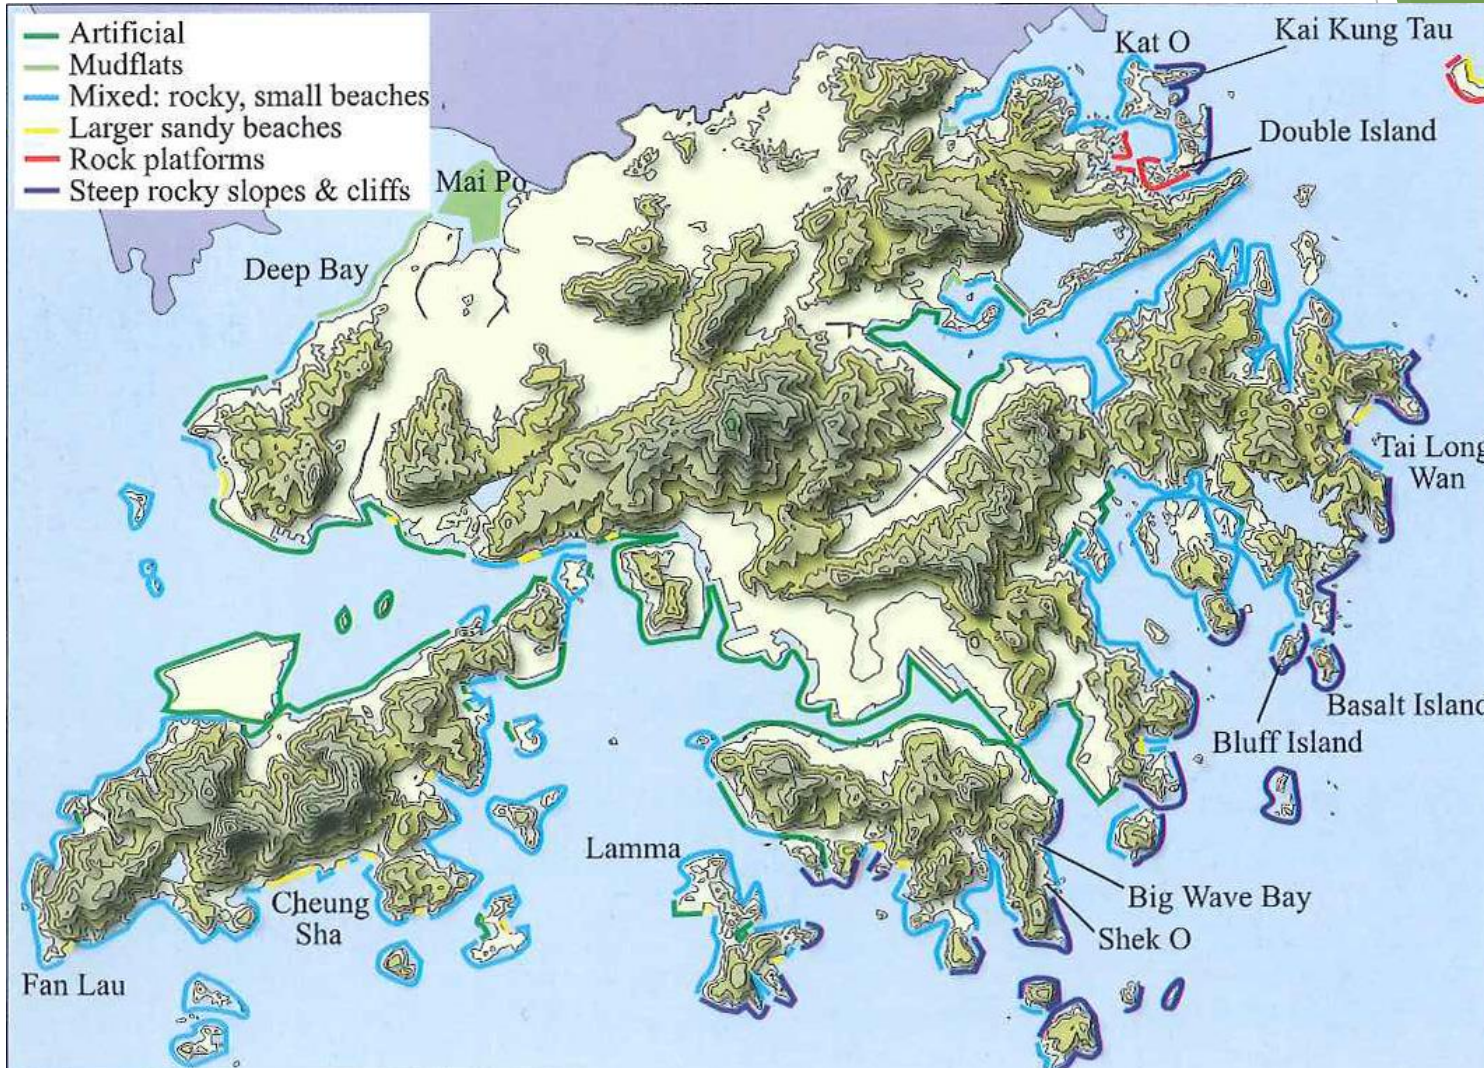 Artificial
Mudflats
Mixed: rocky, small beaches
Larger sandy beaches
Rock platforms
Steep rocky slopes & cliffs
Kat O
Kai Kung Tau
Double Island
Mai Po
Deep Bay
Tai Long
Wan
Basalt Island
Bluff Island
Lamma
Big Wave Bay
Cheung
Sha
Shek O
Fan Lau